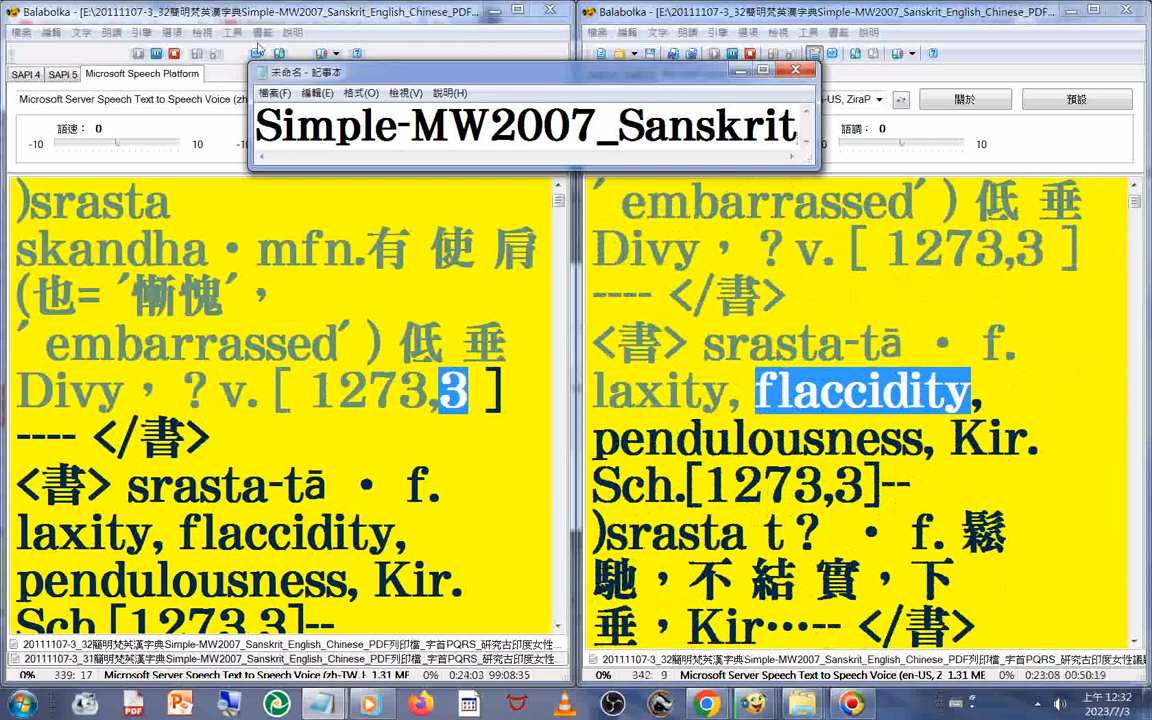 Balabolka - [E:\20111107-3_32簡明梵英漢字典Simple-MW2007_Sanskrit_English_Chinese_PDF...
檔案 編輯 文字 朗讀 引擎 選項 檢視 工具 書籤 說明
SAPI 4 SAPI 5 Microsoft Speech Platform
Microsoft Server Speech Text to Speech Voice (zh
語速： 0
-10 10 -10
)srasta
skandha・mfn.有 使 肩
(也= ´慚愧´，
´embarrassed´) 低 垂
Divy，？v. [ 1273,3 ]
---- </書>
<書> srasta-tā ・ f.
laxity, flaccidity,
pendulousness, Kir.
Sch.[1273,3]--
20111107-3_32簡明梵英漢字典Simple-MW2007_Sanskrit_English_Chinese_PDF列印檔_字首PQRS_研究古印度女性...
20111107-3_31簡明梵英漢字典Simple-MW2007_Sanskrit_English_Chinese_PDF列印檔_字首PQRS_研究古印度女性...
0% 339: 17 Microsoft Server Speech Text to Speech Voice (zh-TW, 1.31 MB 0% 0:24:03 99:08:35
未命名 - 記事本
檔案(F) 編輯(E) 格式(O) 檢視(V) 說明(H)
Simple-MW2007_Sanskrit
Balabolka - [E:\20111107-3_32簡明梵英漢字典Simple-MW2007_Sanskrit_English_Chinese_PDF...
檔案 編輯 文字 朗讀 引擎 選項 檢視 工具 書籤 說明
-US, ZiraP 關於 預設
語調： 0
10
´embarrassed´) 低 垂
Divy，？v. [ 1273,3 ]
---- </書>
<書> srasta-tā ・ f.
laxity, flaccidity,
pendulousness, Kir.
Sch.[1273,3]--
)srasta t？ ・ f. 鬆
馳，不 結 實，下
垂，Kir…-- </書>
20111107-3_32簡明梵英漢字典Simple-MW2007_Sanskrit_English_Chinese_PDF列印檔_字首PQRS_研究古印度女性議
0% 342: 9 Microsoft Server Speech Text to Speech Voice (en-US, Z 1.31 MB 0% 0:23:08 00:50:19
上午 12:32
2023/7/3